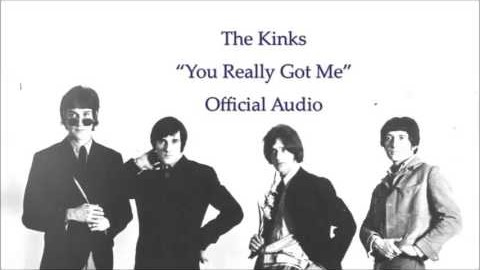 The Kinks
“You Really Got Me”
Official Audio